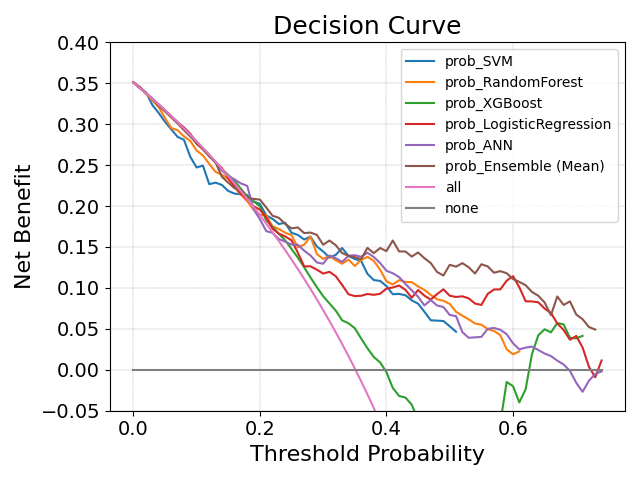 Decision Curve
Net Benefit
0.40
0.35
0.30
0.25
0.20
0.15
0.10
0.05
0.00
−0.05
prob_SVM
prob_RandomForest
prob_XGBoost
prob_LogisticRegression
prob_ANN
prob_Ensemble (Mean)
all
none
0.0 0.2 0.4 0.6
Threshold Probability